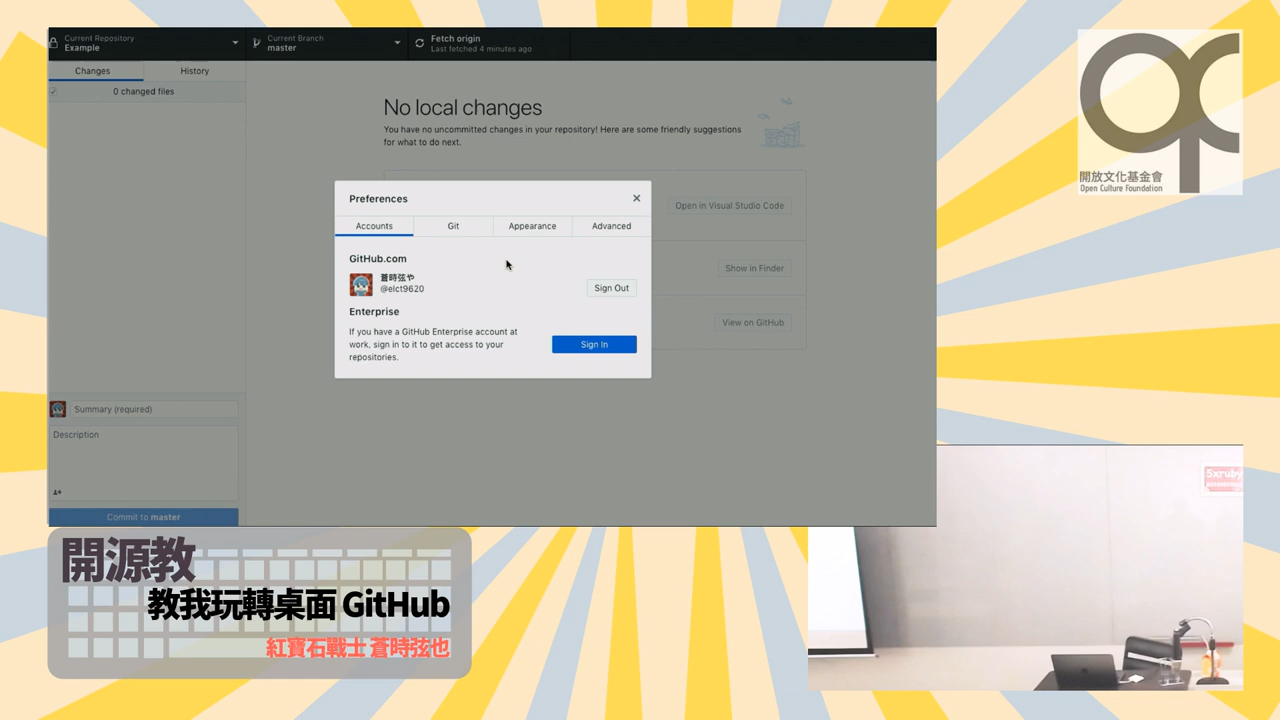 Current Repository
Example
Current Branch
master
Fetch origin
Last fetched 4 minutes ago
Changes
History
0 changed files
No local changes
You have no uncommitted changes in your repository! Here are some friendly suggestions
for what to do next.
Open in Visual Studio Code
Show in Finder
View on GitHub
Preferences
Accounts
Git
Appearance
Advanced
GitHub.com
蒼時弦や
@elct9620
Sign Out
Enterprise
If you have a GitHub Enterprise account at
work, sign in to it to get access to your
repositories.
Sign In
Summary (required)
Description
Commit to master
開放文化基金會
Open Culture Foundation
5xruby
開源教
教我玩轉桌面 GitHub
紅寶石戰士 蒼時弦也